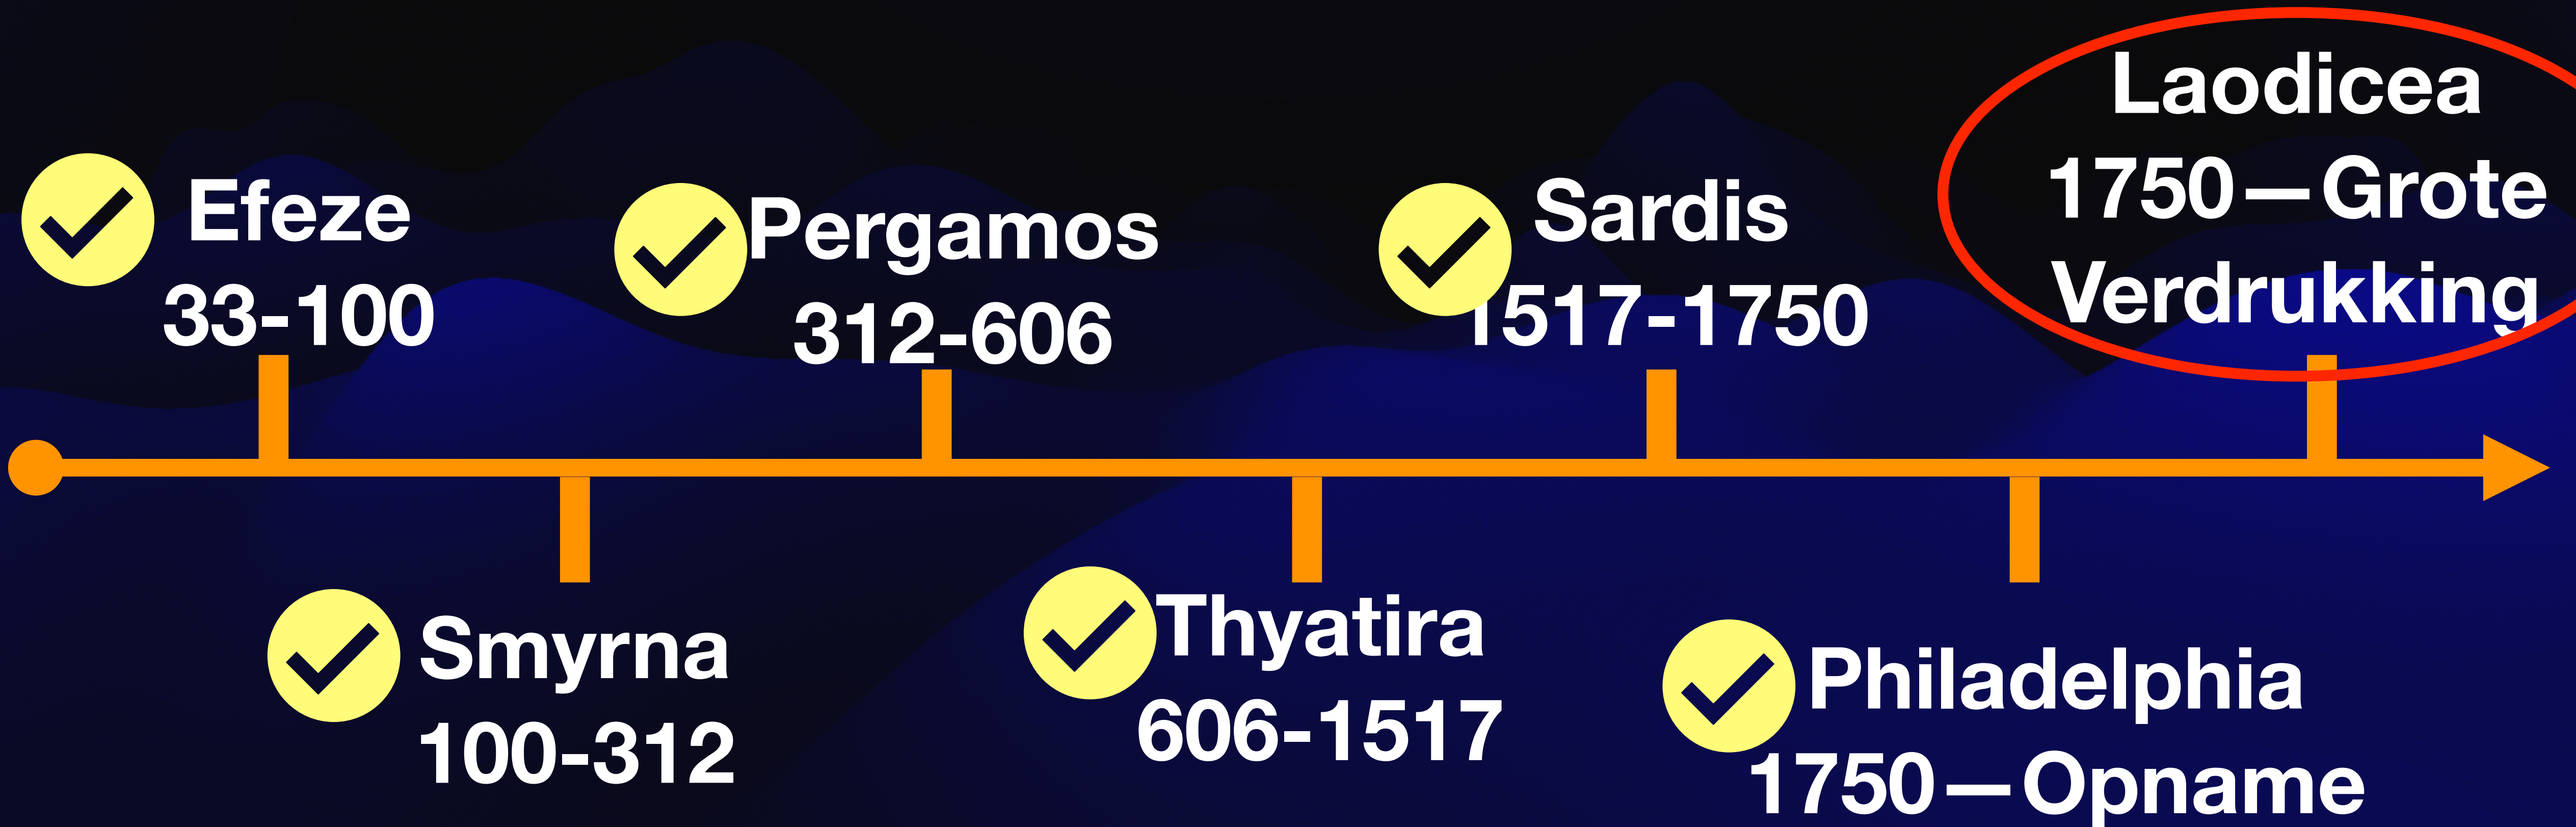 Efeze
33-100
Smyrna
100-312
Pergamos
312-606
Thyatira
606-1517
Sardis
1517-1750
Philadelphia
1750—Opname
Laodicea
1750—Grote
Verdrukking